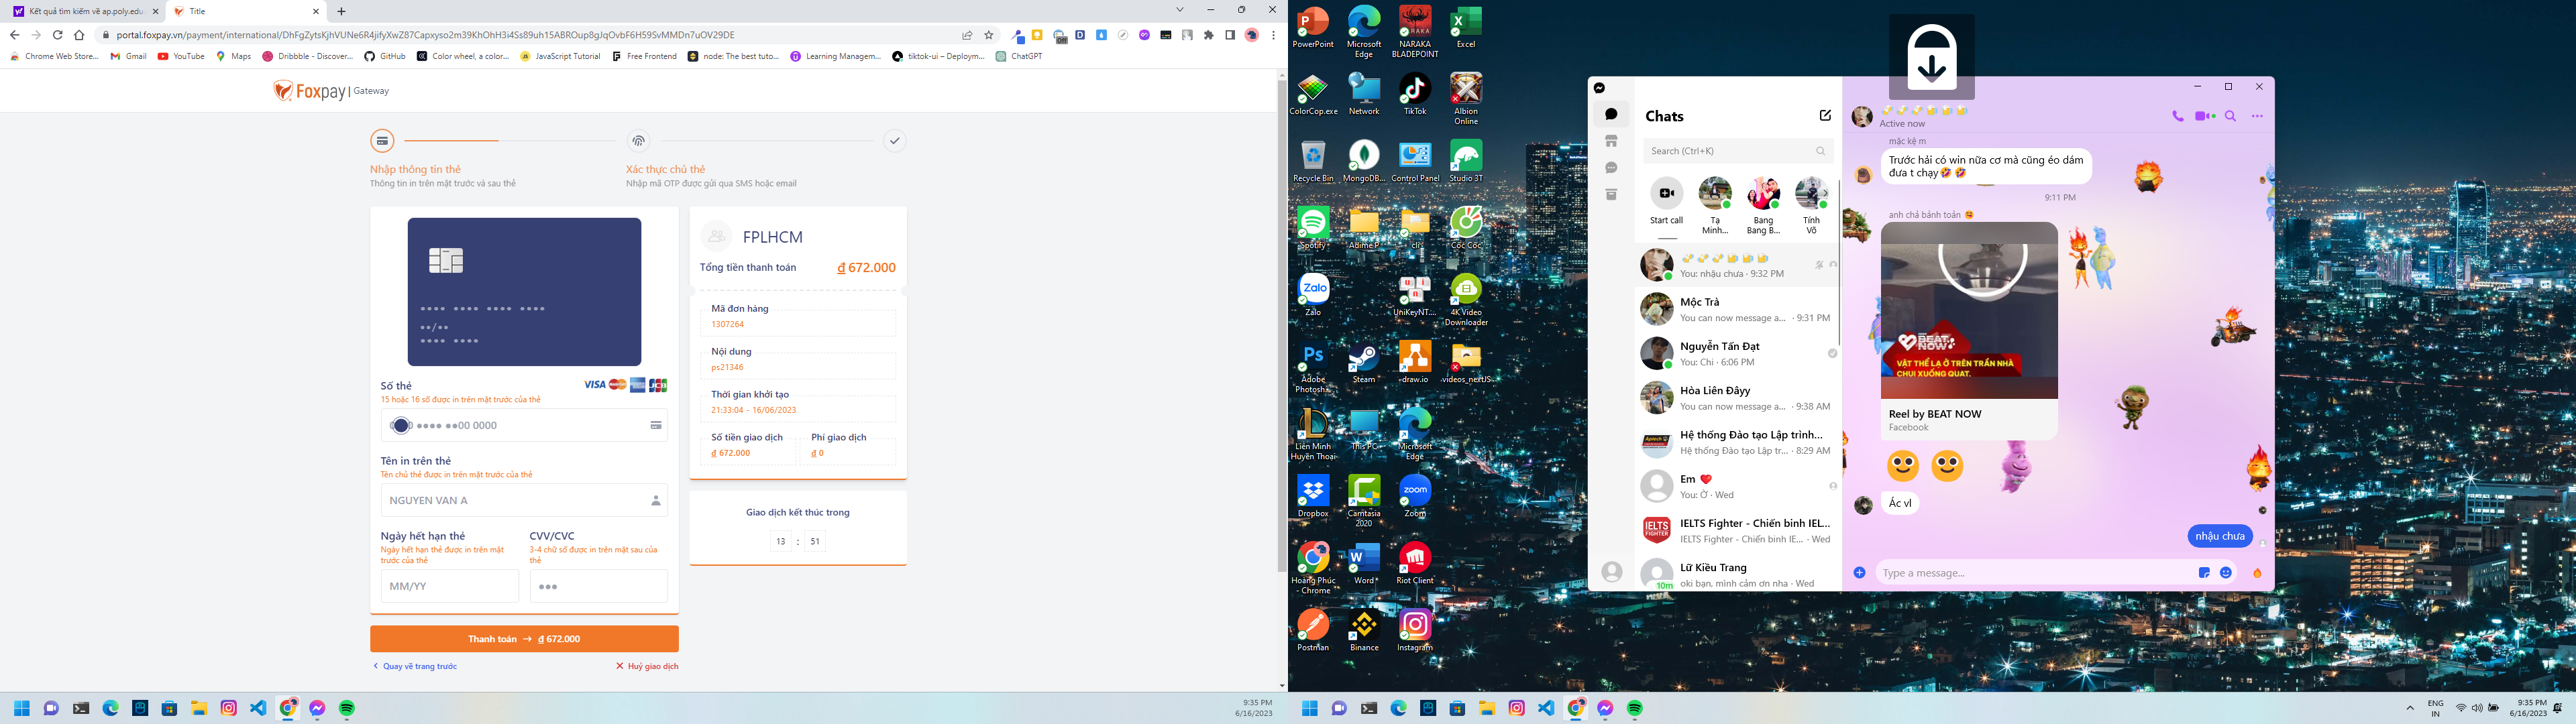 Kết quả tìm kiếm về ap.poly.edu
Title
portal.foxpay.vn/payment/international/DhFgZytsKjhVUNe6R4jifyXwZ87Capxyso2m39KhOhH3i4Ss89uh15ABROup8gJqOvbF6H59SvMMDn7uOV29DE
Chrome Web Store...
Gmail
YouTube
Maps
Dribbble - Discover...
GitHub
Color wheel, a color...
JavaScript Tutorial
Free Frontend
node: The best tuto...
Learning Managem...
tiktok-ui – Deploym...
ChatGPT
Foxpay | Gateway
Nhập thông tin thẻ
Thông tin in trên mặt trước và sau thẻ
Xác thực chủ thẻ
Nhập mã OTP được gửi qua SMS hoặc email
Số thẻ
VISA
JCB
15 hoặc 16 số được in trên mặt trước của thẻ
•••• ••00 0000
Tên in trên thẻ
Tên chủ thẻ được in trên mặt trước của thẻ
NGUYEN VAN A
Ngày hết hạn thẻ
Ngày hết hạn thẻ được in trên mặt
trước của thẻ
MM/YY
CVV/CVC
3-4 chữ số được in trên mặt sau của
thẻ
Thanh toán → ₫ 672.000
Quay về trang trước
Huỷ giao dịch
FPLHCM
Tổng tiền thanh toán
₫ 672.000
Mã đơn hàng
1307264
Nội dung
ps21346
Thời gian khởi tạo
21:33:04 - 16/06/2023
Số tiền giao dịch
₫ 672.000
Phí giao dịch
₫ 0
Giao dịch kết thúc trong
13 : 51
9:35 PM
6/16/2023
PowerPoint
Microsoft
Edge
NARAKA
BLADEPOINT
Excel
ColorCop.exe
Network
TikTok
Albion
Online
Recycle Bin
MongoDB...
Control Panel
Studio 3T
Spotify
Adime P
clii
Cốc Cốc
Zalo
UniKeyNT....
4K Video
Downloader
Adobe
Photosh...
Steam
draw.io
videos_nextJS
Liên Minh
Huyền Thoại
This PC
Microsoft
Edge
Dropbox
Camtasia
2020
Zoom
Hoàng Phúc
- Chrome
Word
Riot Client
Postman
Binance
Instagram
Chats
Search (Ctrl+K)
Start call
Tạ
Minh...
Bang
Bang B...
Tính
Võ
You: nhậu chưa · 9:32 PM
Mộc Trà
You can now message a... · 9:31 PM
Nguyễn Tấn Đạt
You: Chi · 6:06 PM
Hòa Liên Đâyy
You can now message a... · 9:38 AM
Hệ thống Đào tạo Lập trình...
Hệ thống Đào tạo Lập tr... · 8:29 AM
Em
You: Ờ · Wed
IELTS Fighter - Chiến binh IEL...
IELTS Fighter - Chiến binh IE... · Wed
Lữ Kiều Trang
oki bạn, mình cảm ơn nha · Wed
10m
Active now
mặc kệ m
Trước hải có win nữa cơ mà cũng éo dám
đưa t chạy
9:11 PM
anh chả bánh toán
BEAT
NOW
VẬT THỂ LẠ Ở TRÊN TRẦN NHÀ
CHUI XUỐNG QUẠT.
Reel by BEAT NOW
Facebook
Ác vl
nhậu chưa
Type a message...
ENG
IN
9:35 PM
6/16/2023